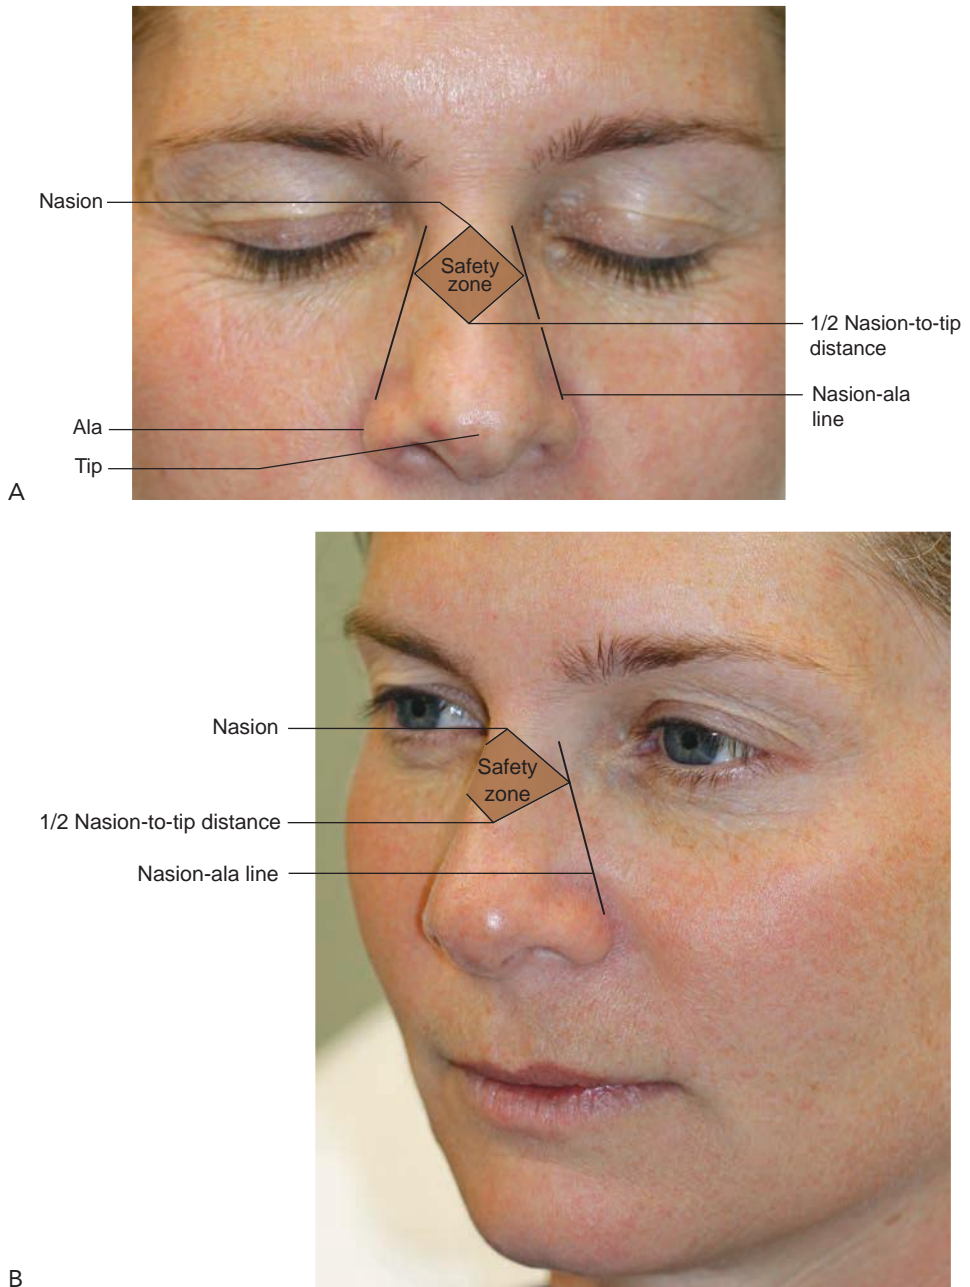 Nasion
Safety
zone
1/2 Nasion-to-tip
distance
Nasion-ala
line
Ala
Tip
A
Nasion
Safety
zone
1/2 Nasion-to-tip distance
Nasion-ala line
B